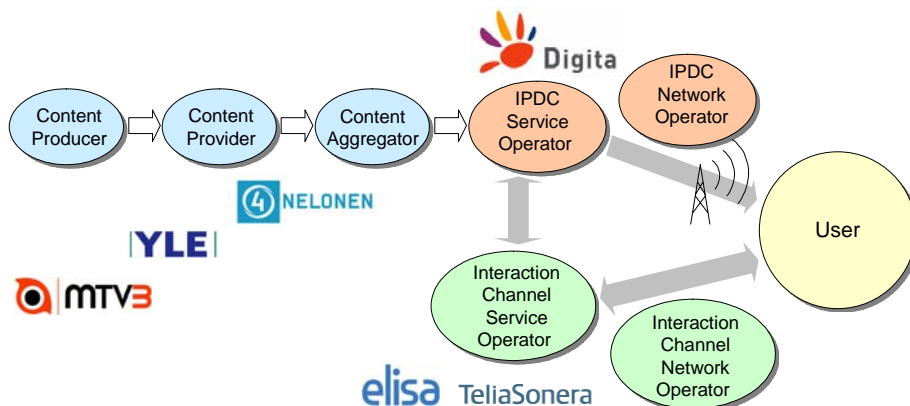 Digita
IPDC
Network
Operator
Content
Producer
Content
Provider
Content
Aggregator
IPDC
Service
Operator
4 NELONEN
YLE
MTV3
User
Interaction
Channel
Service
Operator
Interaction
Channel
Network
Operator
elisa
TeliaSonera